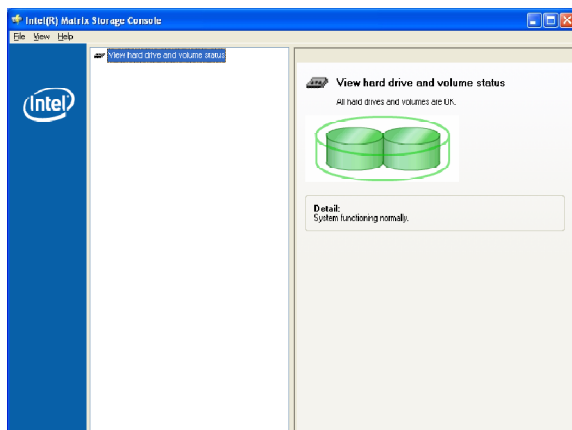 Intel(R) Matrix Storage Console
File View Help
View hard drive and volume status
intel
View hard drive and volume status
All hard drives and volumes are OK.
Detail:
System functioning normally.